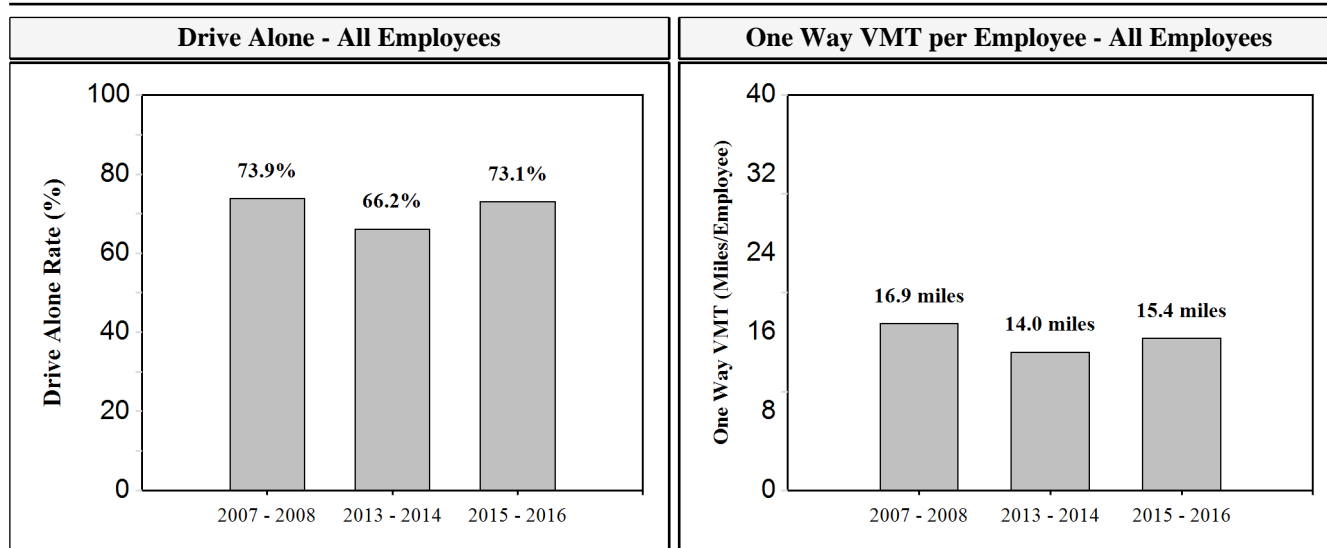 Drive Alone - All Employees
100
80
60
40
20
0
Drive Alone Rate (%)
73.9%
66.2%
73.1%
2007 - 2008
2013 - 2014
2015 - 2016
One Way VMT per Employee - All Employees
40
32
24
16
8
0
One Way VMT (Miles/Employee)
16.9 miles
14.0 miles
15.4 miles
2007 - 2008
2013 - 2014
2015 - 2016